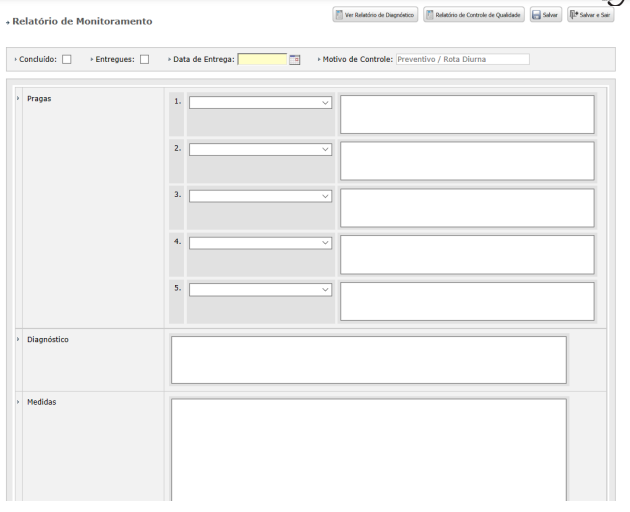 Relatório de Monitoramento
Ver Relatório de Diagnóstico Relatório de Controle de Qualidade Salvar Salvar e Sair
Concluído: Entregues: Data de Entrega: Motivo de Controle: Preventivo / Rota Diurna
Pragas 1.
2.
3.
4.
5.
Diagnóstico
Medidas